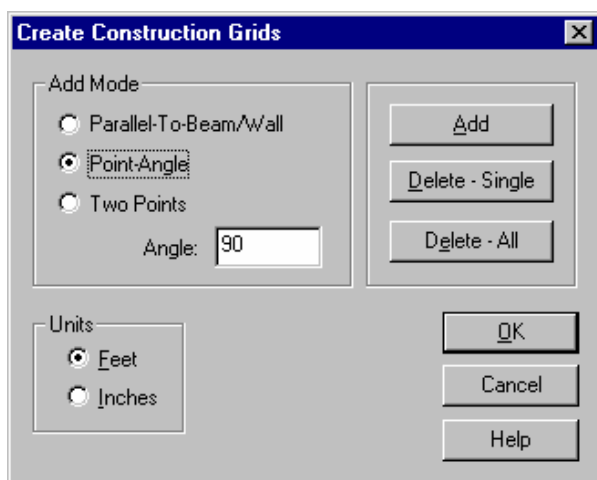 Create Construction Grids
Add Mode
Parallel-To-Beam/Wall
Point-Angle
Two Points
Angle: 90
Add
Delete - Single
Delete - All
Units
Feet
Inches
OK
Cancel
Help